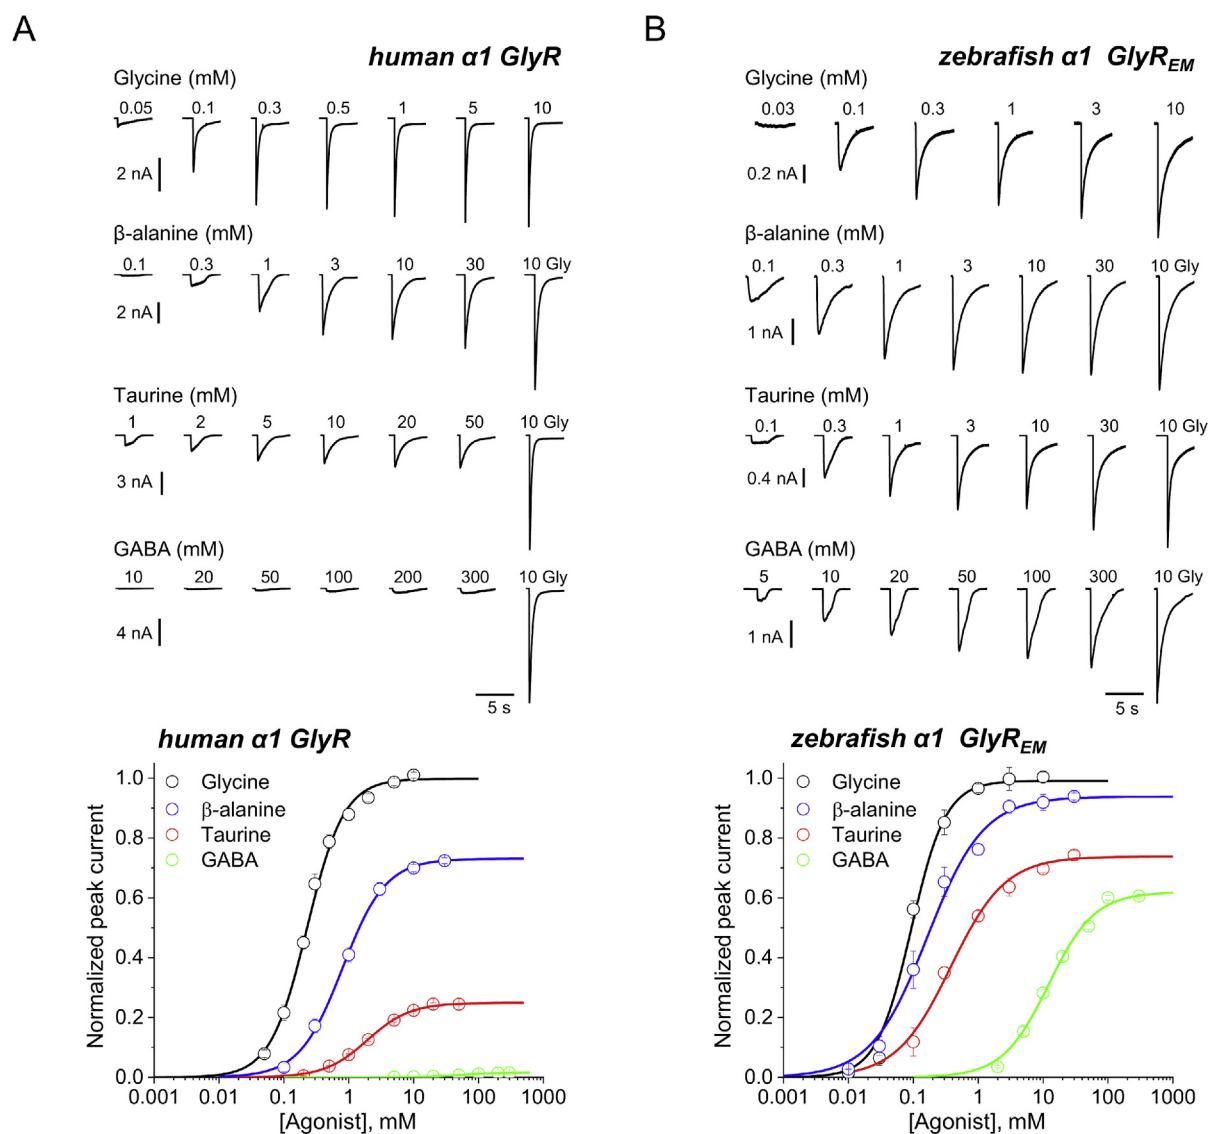 A
human α1 GlyR
Glycine (mM)
0.05 0.1 0.3 0.5 1 5 10
2 nA
β-alanine (mM)
0.1 0.3 1 3 10 30 10 Gly
2 nA
Taurine (mM)
1 2 5 10 20 50 10 Gly
3 nA
GABA (mM)
10 20 50 100 200 300 10 Gly
4 nA
5 s
human α1 GlyR
1.0
0.8
0.6
0.4
0.2
0.0
Normalized peak current
Glycine
β-alanine
Taurine
GABA
0.001 0.01 0.1 1 10 100 1000
[Agonist], mM
B
zebrafish α1 GlyR_EM
Glycine (mM)
0.03 0.1 0.3 1 3 10
0.2 nA
β-alanine (mM)
0.1 0.3 1 3 10 30 10 Gly
1 nA
Taurine (mM)
0.1 0.3 1 3 10 30 10 Gly
0.4 nA
GABA (mM)
5 10 20 50 100 300 10 Gly
1 nA
5 s
zebrafish α1 GlyR_EM
1.0
0.8
0.6
0.4
0.2
0.0
Normalized peak current
Glycine
β-alanine
Taurine
GABA
0.001 0.01 0.1 1 10 100 1000
[Agonist], mM